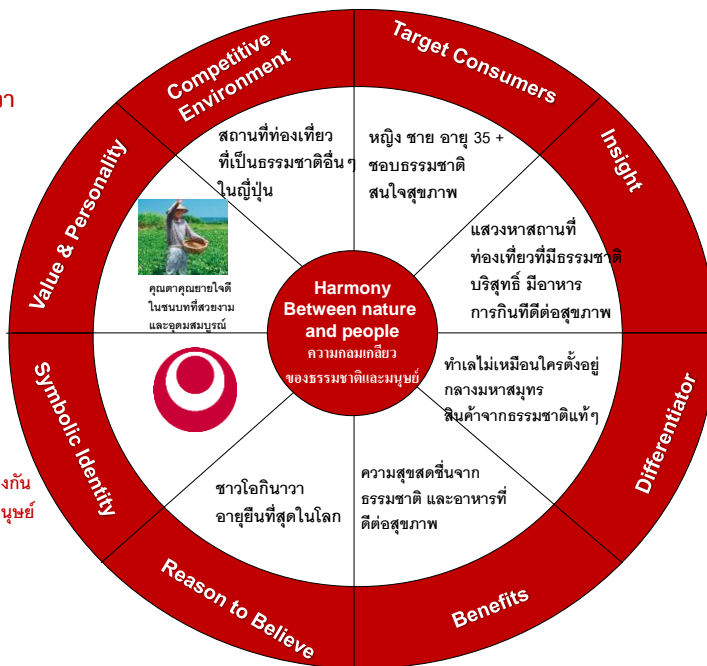 Competitive
Environment
Target Consumers
Insight
Differentiator
Benefits
Reason to Believe
Symbolic Identity
Value & Personality
สถานที่ท่องเที่ยว
ที่เป็นธรรมชาติอื่น ๆ
ในญี่ปุ่น
หญิง ชาย อายุ 35 +
ชอบธรรมชาติ
สนใจสุขภาพ
แสวงหาสถานที่
ท่องเที่ยวที่มีธรรมชาติ
บริสุทธิ์ มีอาหาร
การกินที่ดีต่อสุขภาพ
ทำเลไม่เหมือนใครตั้งอยู่
กลางมหาสมุทร
สินค้าจากธรรมชาติแท้ๆ
ความสุขสดชื่นจาก
ธรรมชาติ และอาหารที่
ดีต่อสุขภาพ
ชาวโอกินาวา
อายุยืนที่สุดในโลก
คุณตาคุณยายใจดี
ในชนบทที่สวยงาม
และอุดมสมบูรณ์
Harmony
Between nature
and people
ความกลมเกลียว
ของธรรมชาติและมนุษย์